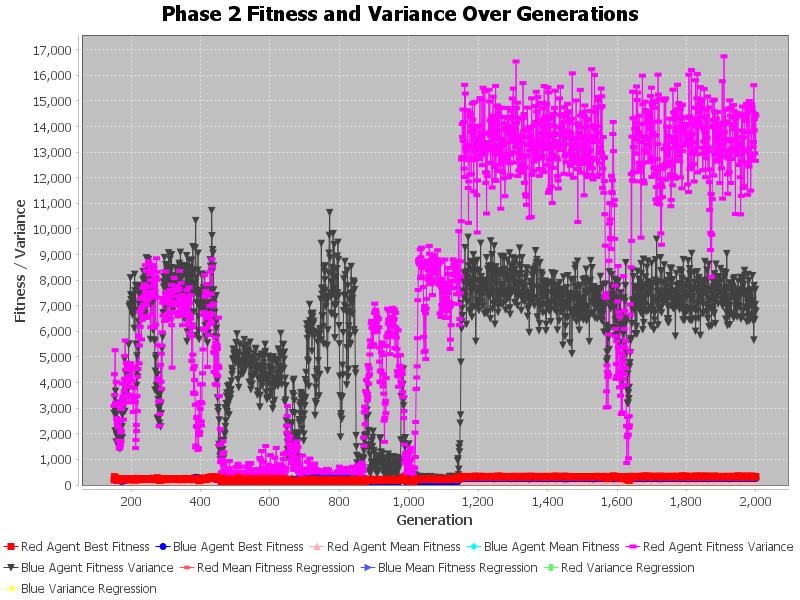 Phase 2 Fitness and Variance Over Generations
17,000
16,000
15,000
14,000
13,000
12,000
11,000
10,000
9,000
8,000
7,000
6,000
5,000
4,000
3,000
2,000
1,000
0
Fitness / Variance
200 400 600 800 1,000 1,200 1,400 1,600 1,800 2,000
Generation
Red Agent Best Fitness Blue Agent Best Fitness Red Agent Mean Fitness Blue Agent Mean Fitness Red Agent Fitness Variance
Blue Agent Fitness Variance Red Mean Fitness Regression Blue Mean Fitness Regression Red Variance Regression
Blue Variance Regression